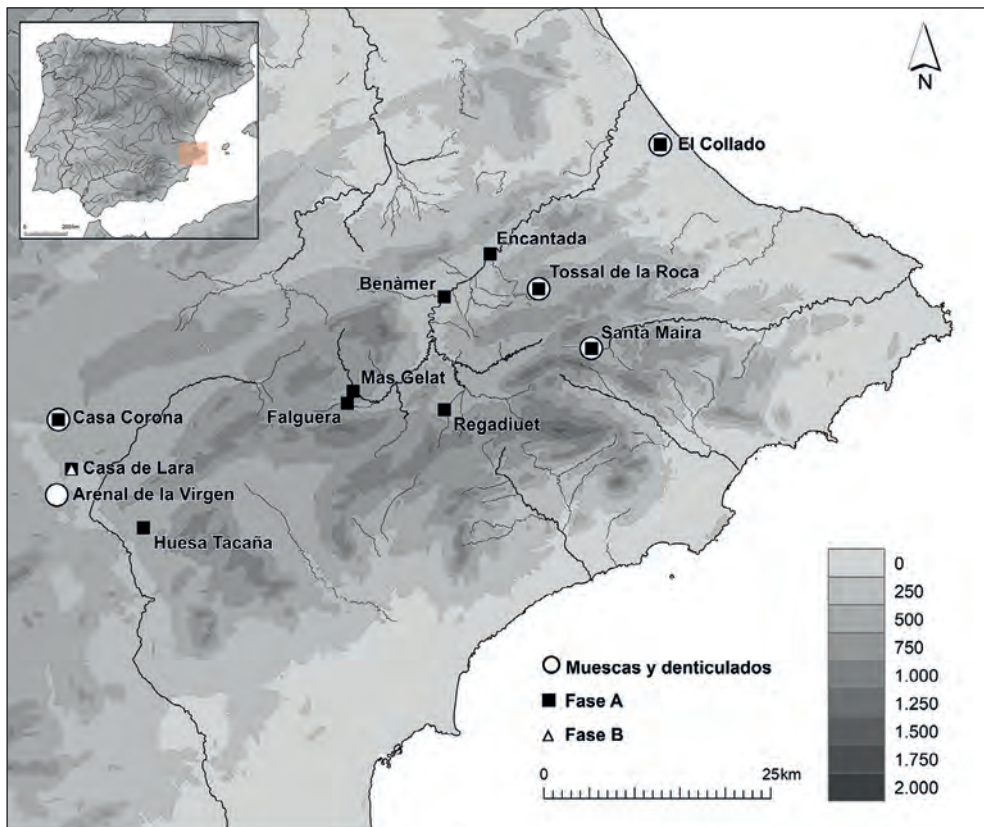 N
El Collado
Encantada
Tossal de la Roca
Benàmer
Santa Maira
Mas Gelat
Falguera
Regadiuet
Casa Corona
Casa de Lara
Arenal de la Virgen
Huesa Tacaña
Muescas y denticulados
Fase A
Fase B
0 25km
0
250
500
750
1.000
1.250
1.500
1.750
2.000